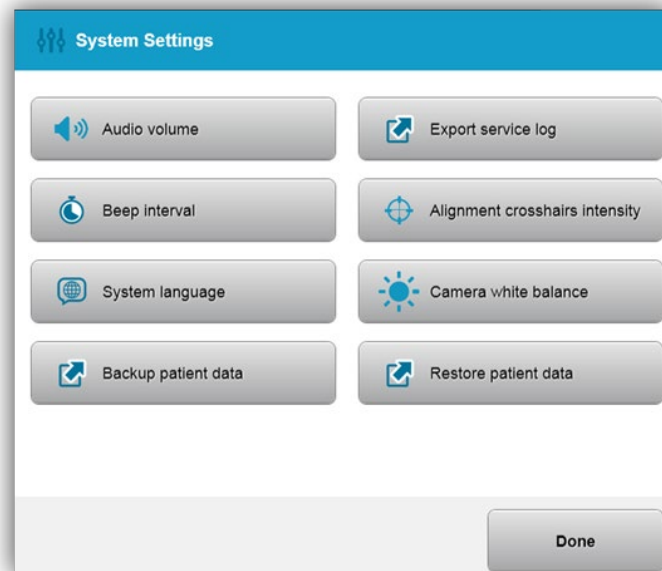 System Settings
Audio volume
Export service log
Beep interval
Alignment crosshairs intensity
System language
Camera white balance
Backup patient data
Restore patient data
Done